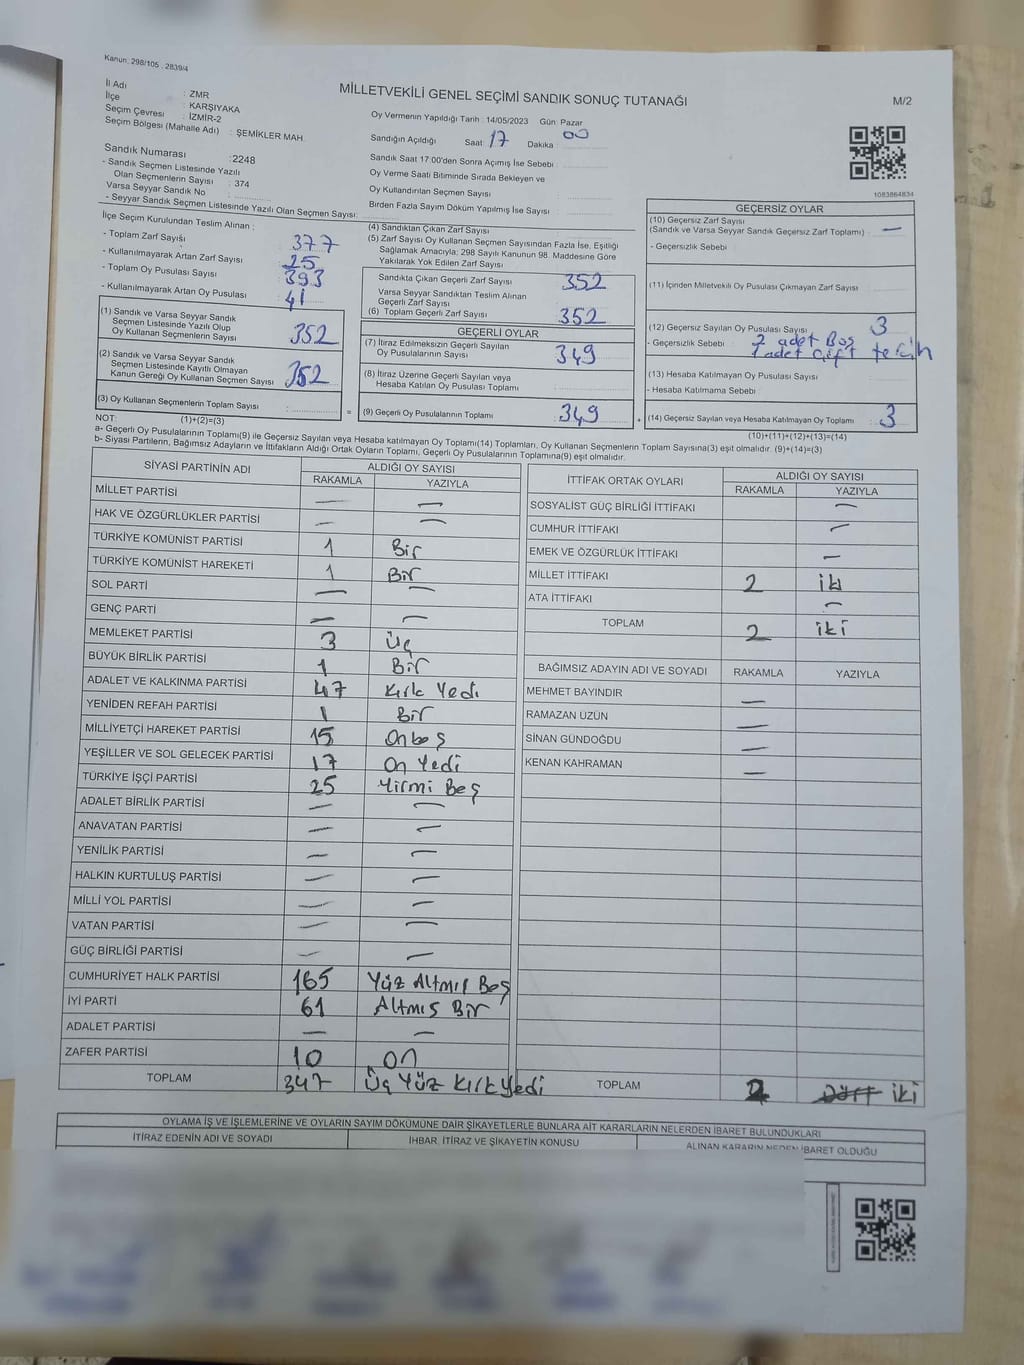 Kanun: 298/105 , 2839/4
MİLLETVEKİLİ GENEL SEÇİMİ SANDIK SONUÇ TUTANAĞI
M/2
İl Adı : ZMR
İlçe : KARŞIYAKA
Seçim Çevresi : İZMİR-2
Seçim Bölgesi (Mahalle Adı) : ŞEMİKLER MAH.
Sandık Numarası :2248
- Sandık Seçmen Listesinde Yazılı
Olan Seçmenlerin Sayısı : 374
Varsa Seyyar Sandık No
- Seyyar Sandık Seçmen Listesinde Yazılı Olan Seçmen Sayısı:
Oy Vermenin Yapıldığı Tarih : 14/05/2023 Gün: Pazar
Sandığın Açıldığı Saat: 17 Dakika : 00
Sandık Saat 17:00'den Sonra Açımış İse Sebebi :
Oy Verme Saati Bitiminde Sırada Bekleyen ve
Oy Kullandırılan Seçmen Sayısı
Birden Fazla Sayım Döküm Yapılmış İse Sayısı :
1083864834
İlçe Seçim Kurulundan Teslim Alınan :
- Toplam Zarf Sayısı : 377
- Kullanılmayarak Artan Zarf Sayısı 25
- Toplam Oy Pusulası Sayısı : 393
- Kullanılmayarak Artan Oy Pusulası 41
(1) Sandık ve Varsa Seyyar Sandık
Seçmen Listesinde Yazılı Olup
Oy Kullanan Seçmenlerin Sayısı 352
(2) Sandık ve Varsa Seyyar Sandık
Seçmen Listesinde Kayıtlı Olmayan
Kanun Gereği Oy Kullanan Seçmen Sayısı 352
(3) Oy Kullanan Seçmenlerin Toplam Sayısı :
(4) Sandıktan Çıkan Zarf Sayısı
(5) Zarf Sayısı Oy Kullanan Seçmen Sayısından Fazla İse, Eşitliği
Sağlamak Amacıyla; 298 Sayılı Kanunun 98. Maddesine Göre
Yakılarak Yok Edilen Zarf Sayısı
Sandıkta Çıkan Geçerli Zarf Sayısı 352
Varsa Seyyar Sandıktan Teslim Alınan
Geçerli Zarf Sayısı
(6) Toplam Geçerli Zarf Sayısı : 352
GEÇERLİ OYLAR
(7) İtiraz Edilmeksizin Geçerli Sayılan
Oy Pusulalarının Sayısı 349
(8) İtiraz Üzerine Geçerli Sayılan veya
Hesaba Katılan Oy Pusulası Toplamı
= (9) Geçerli Oy Pusulalarının Toplamı 349
GEÇERSİZ OYLAR
(10) Geçersiz Zarf Sayısı
(Sandık ve Varsa Seyyar Sandık Geçersiz Zarf Toplamı) : —
- Geçersizlik Sebebi
(11) İçinden Milletvekili Oy Pusulası Çıkmayan Zarf Sayısı
(12) Geçersiz Sayılan Oy Pusulası Sayısı 3
- Geçersizlik Sebebi : 2 adet Boş
1 adet çift tercih
(13) Hesaba Katılmayan Oy Pusulası Sayısı
- Hesaba Katılmama Sebebi
+ (14) Geçersiz Sayılan veya Hesaba Katılmayan Oy Toplamı 3
NOT: (1)+(2)=(3)
(10)+(11)+(12)+(13)=(14)
a- Geçerli Oy Pusulalarının Toplamı(9) ile Geçersiz Sayılan veya Hesaba katılmayan Oy Toplamı(14) Toplamları, Oy Kullanan Seçmenlerin Toplam Sayısına(3) eşit olmalıdır. (9)+(14)=(3)
b- Siyasi Partilerin, Bağımsız Adayların ve İttifakların Aldığı Ortak Oyların Toplamı, Geçerli Oy Pusulalarının Toplamına(9) eşit olmalıdır.
SİYASİ PARTİNİN ADI ALDIĞI OY SAYISI
RAKAMLA YAZIYLA
MİLLET PARTİSİ — —
HAK VE ÖZGÜRLÜKLER PARTİSİ — —
TÜRKİYE KOMÜNİST PARTİSİ 1 Bir
TÜRKİYE KOMÜNİST HAREKETİ 1 Bir
SOL PARTİ — —
GENÇ PARTİ — —
MEMLEKET PARTİSİ 3 Üç
BÜYÜK BİRLİK PARTİSİ 1 Bir
ADALET VE KALKINMA PARTİSİ 47 Kırk Yedi
YENİDEN REFAH PARTİSİ 1 Bir
MİLLİYETÇİ HAREKET PARTİSİ 15 Onbeş
YEŞİLLER VE SOL GELECEK PARTİSİ 17 On Yedi
TÜRKİYE İŞÇİ PARTİSİ 25 Yirmi Beş
ADALET BİRLİK PARTİSİ — —
ANAVATAN PARTİSİ — —
YENİLİK PARTİSİ — —
HALKIN KURTULUŞ PARTİSİ — —
MİLLİ YOL PARTİSİ — —
VATAN PARTİSİ — —
GÜÇ BİRLİĞİ PARTİSİ — —
CUMHURİYET HALK PARTİSİ 165 Yüz Altmış Beş
İYİ PARTİ 61 Altmış Bir
ADALET PARTİSİ — —
ZAFER PARTİSİ 10 on
TOPLAM 347 Üç Yüz Kırk Yedi
İTTİFAK ORTAK OYLARI ALDIĞI OY SAYISI
RAKAMLA YAZIYLA
SOSYALİST GÜÇ BİRLİĞİ İTTİFAKI —
CUMHUR İTTİFAKI —
EMEK VE ÖZGÜRLÜK İTTİFAKI —
MİLLET İTTİFAKI 2 iki
ATA İTTİFAKI —
TOPLAM 2 iki
BAĞIMSIZ ADAYIN ADI VE SOYADI RAKAMLA YAZIYLA
MEHMET BAYINDIR —
RAMAZAN UZUN —
SİNAN GÜNDOĞDU —
KENAN KAHRAMAN —
TOPLAM 2 Dört iki
OYLAMA İŞ VE İŞLEMLERİNE VE OYLARIN SAYIM DÖKÜMÜNE DAİR ŞİKAYETLERLE BUNLARA AİT KARARLARIN NELERDEN İBARET BULUNDUKLARI
İTİRAZ EDENİN ADI VE SOYADI İHBAR, İTİRAZ VE ŞİKAYETİN KONUSU ALINAN KARARIN NEDEN İBARET OLDUĞU